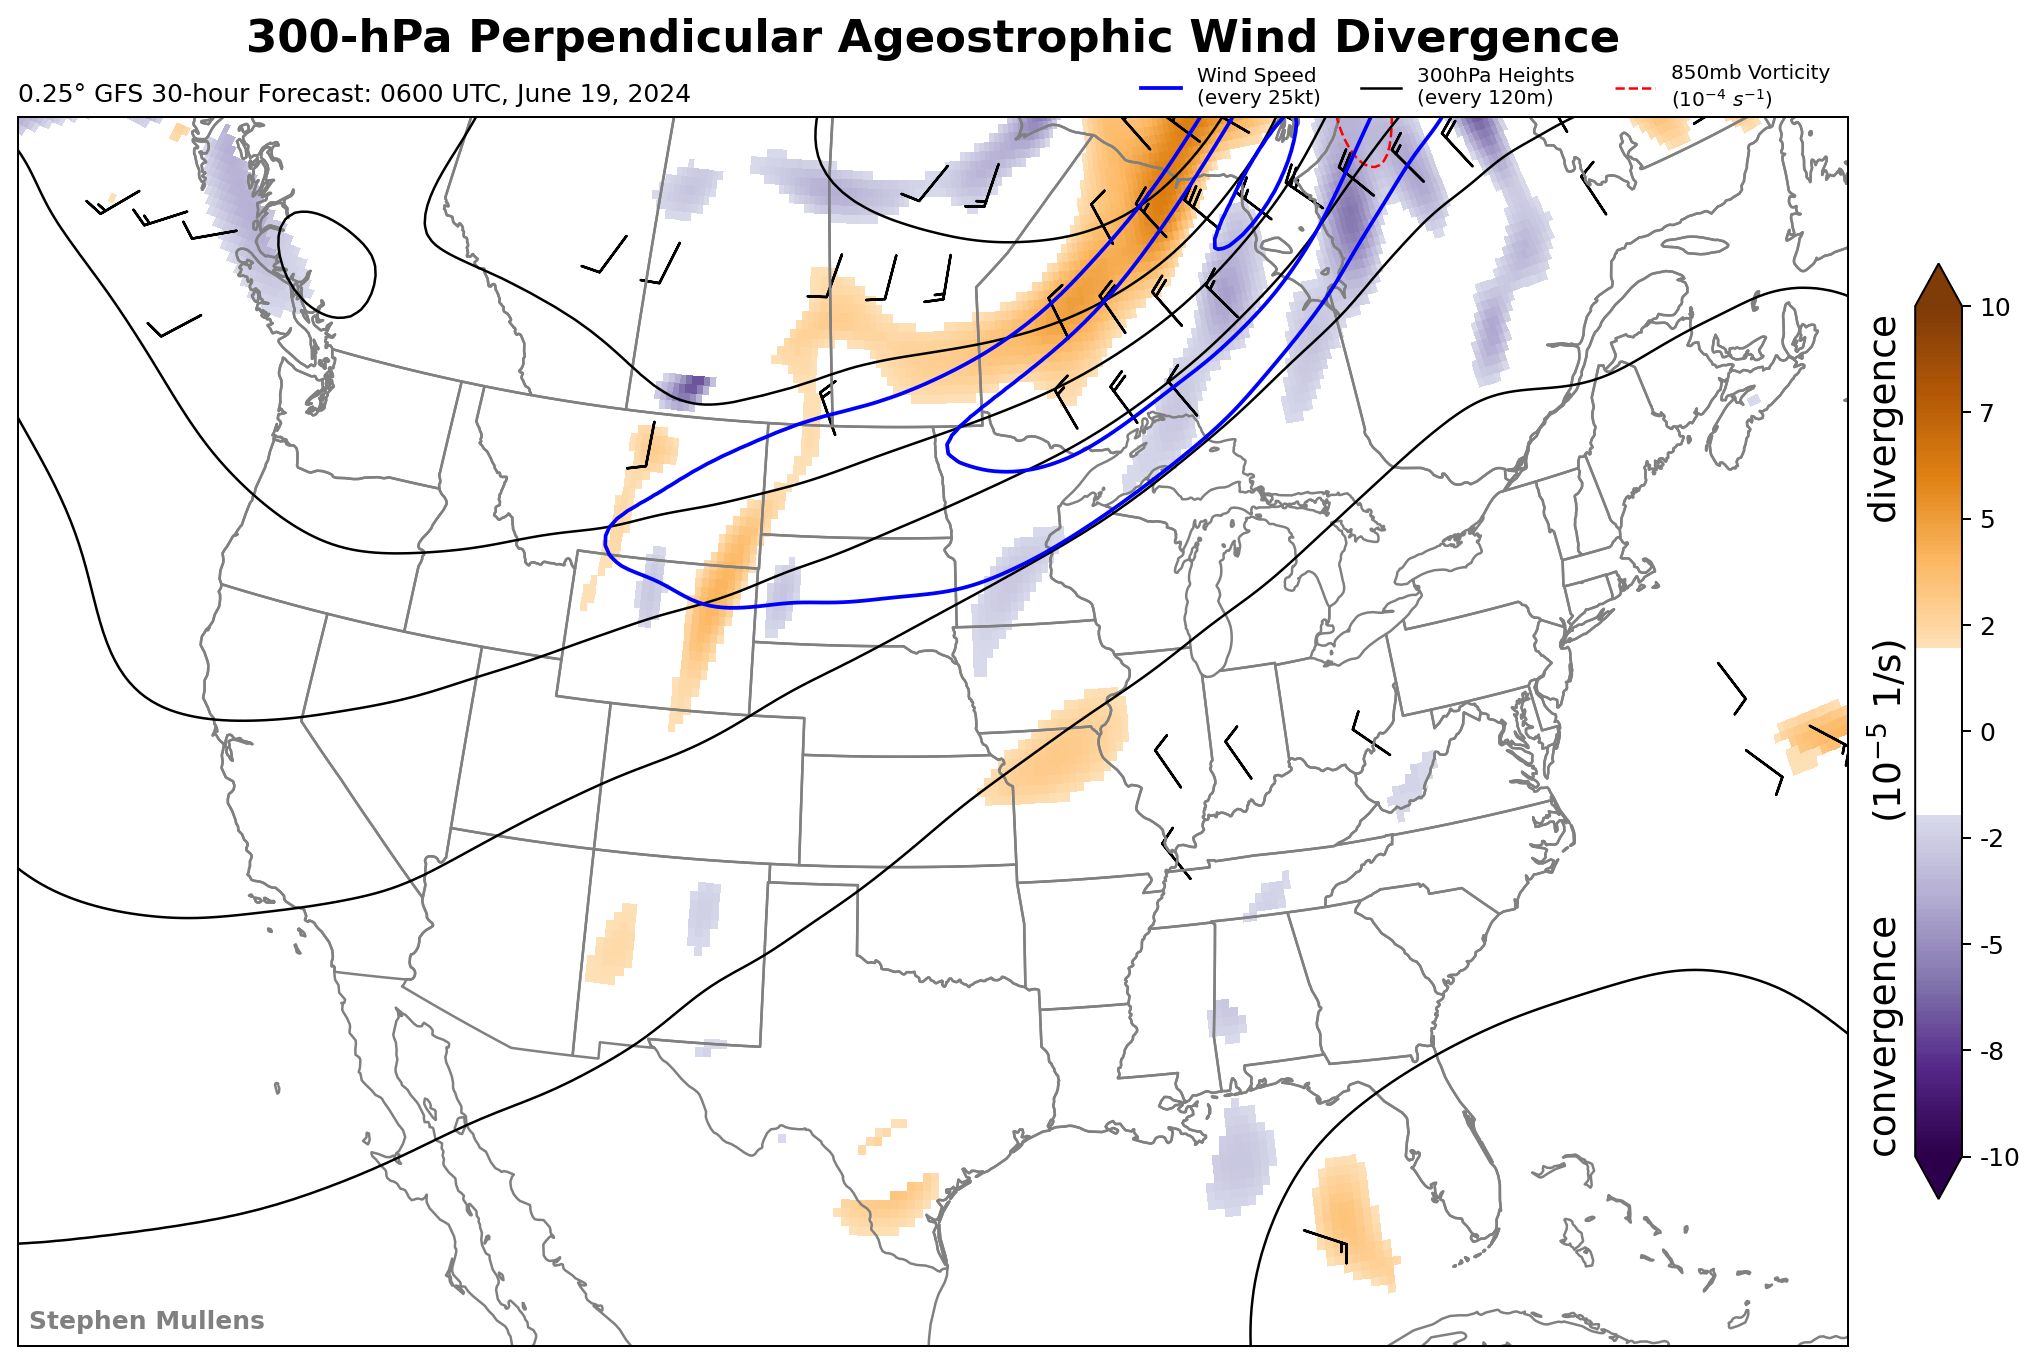 300-hPa Perpendicular Ageostrophic Wind Divergence
0.25° GFS 30-hour Forecast: 0600 UTC, June 19, 2024
Wind Speed
(every 25kt)
300hPa Heights
(every 120m)
850mb Vorticity
(10⁻⁴ s⁻¹)
10
7
5
2
0
-2
-5
-8
-10
convergence (10⁻⁵ 1/s) divergence
Stephen Mullens